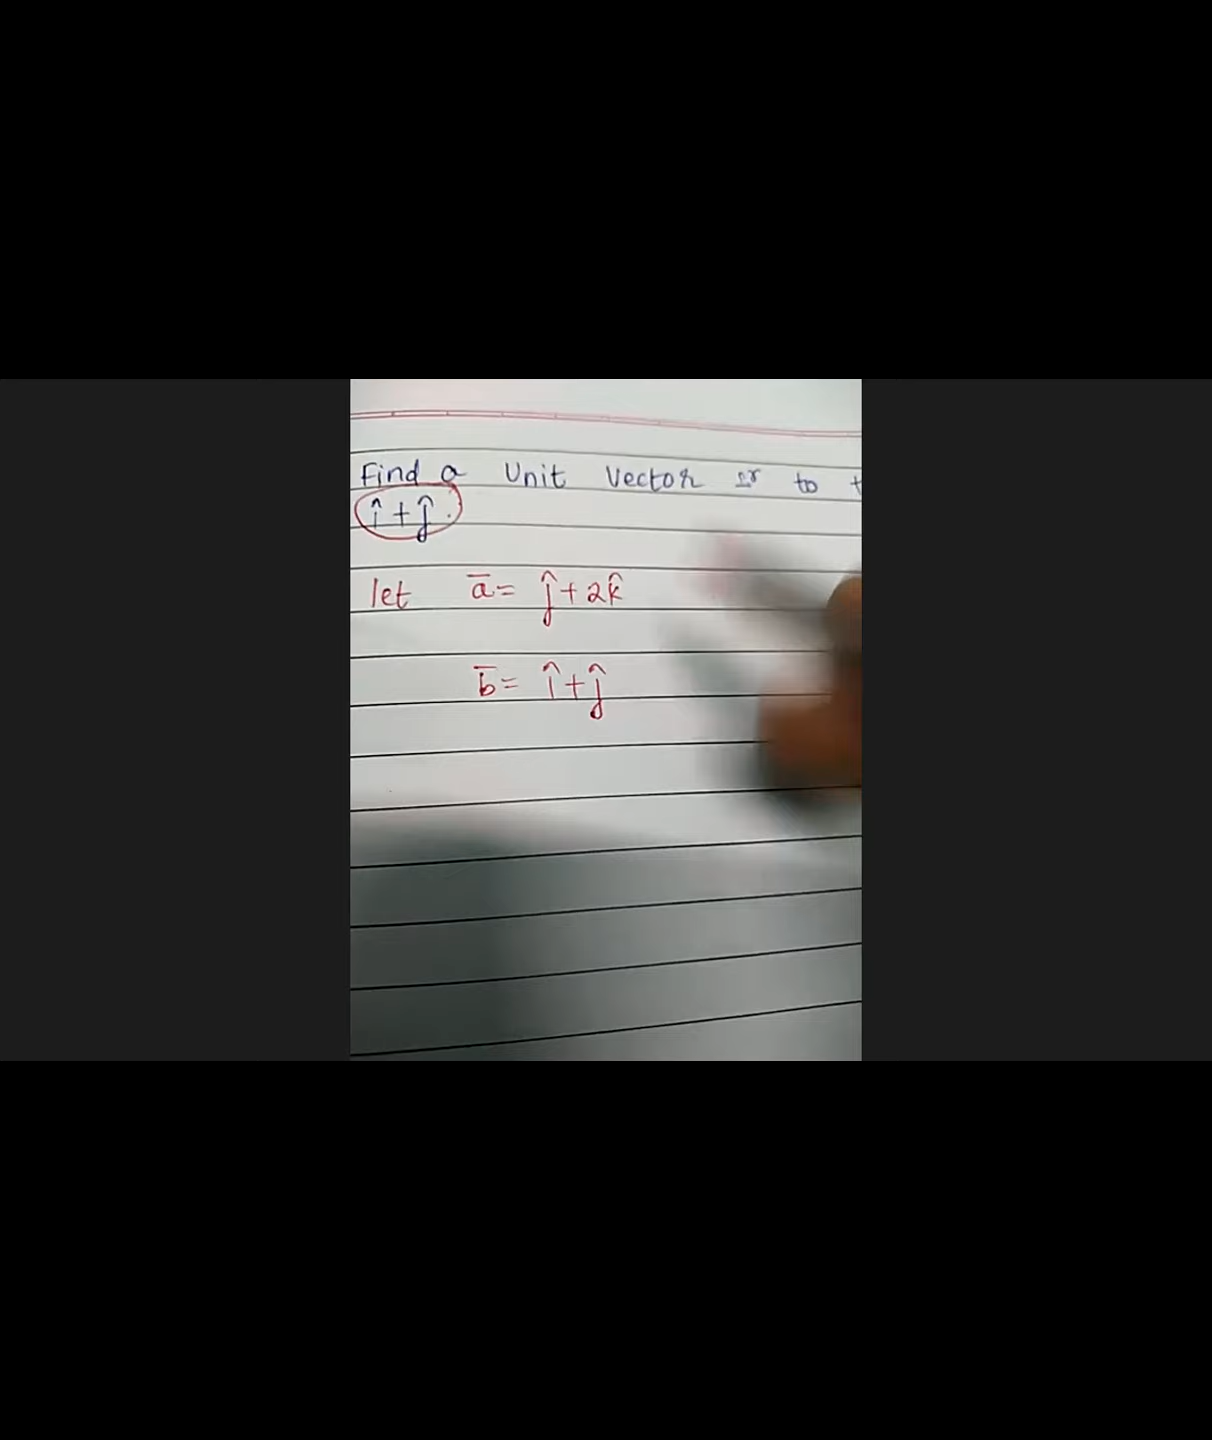 Find a Unit Vector ⊥r to t
î + ĵ.
let a̅ = ĵ + 2k̂
b̅ = î + ĵ